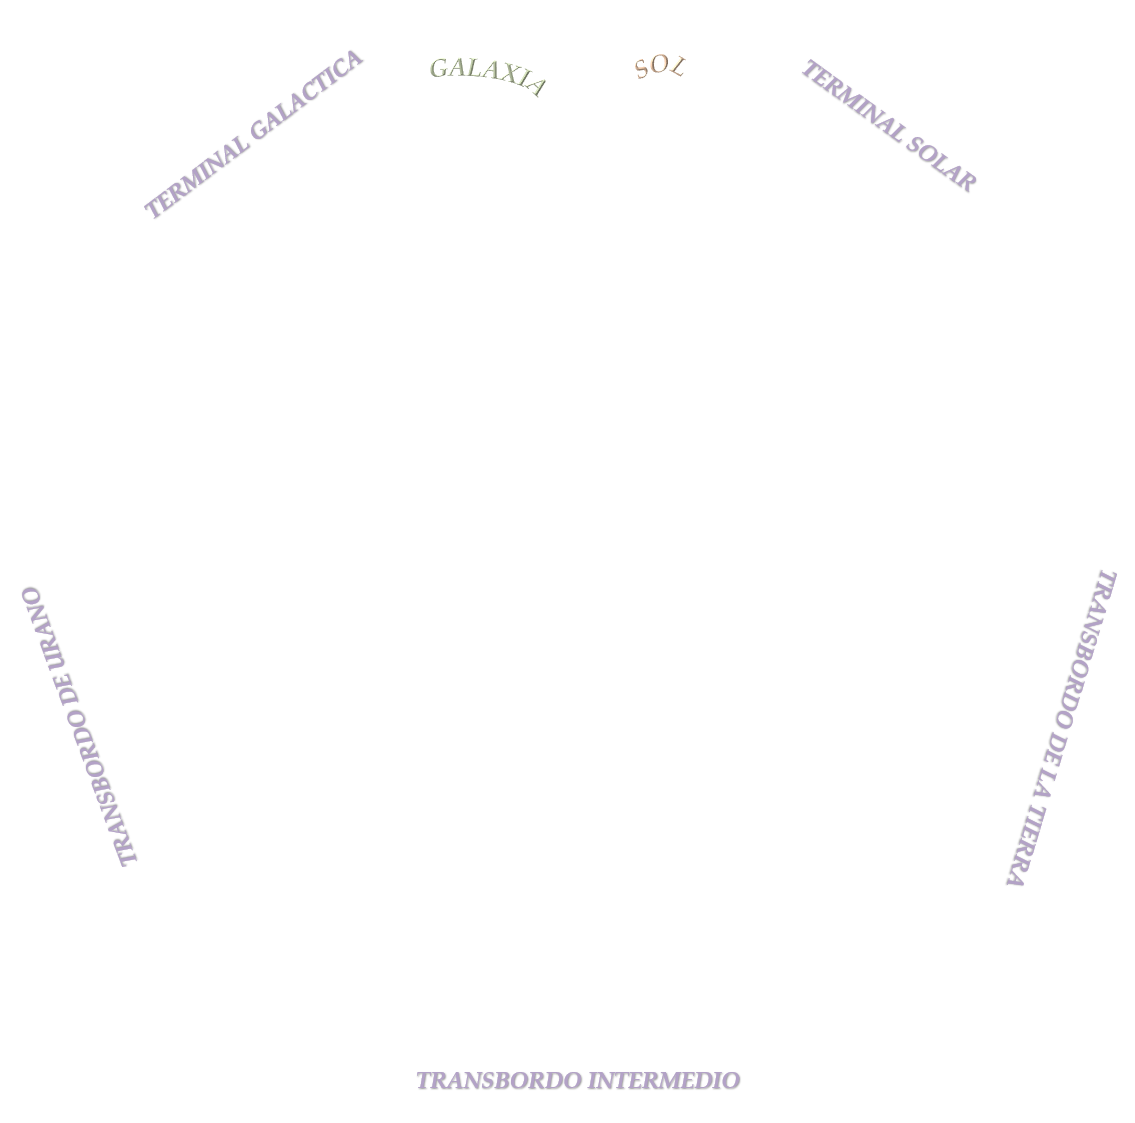 TERMINAL GALACTICA
GALAXIA
SOL
TERMINAL SOLAR
TRANSBORDO DE URANO
TRANSBORDO DE LA TIERRA
TRANSBORDO INTERMEDIO